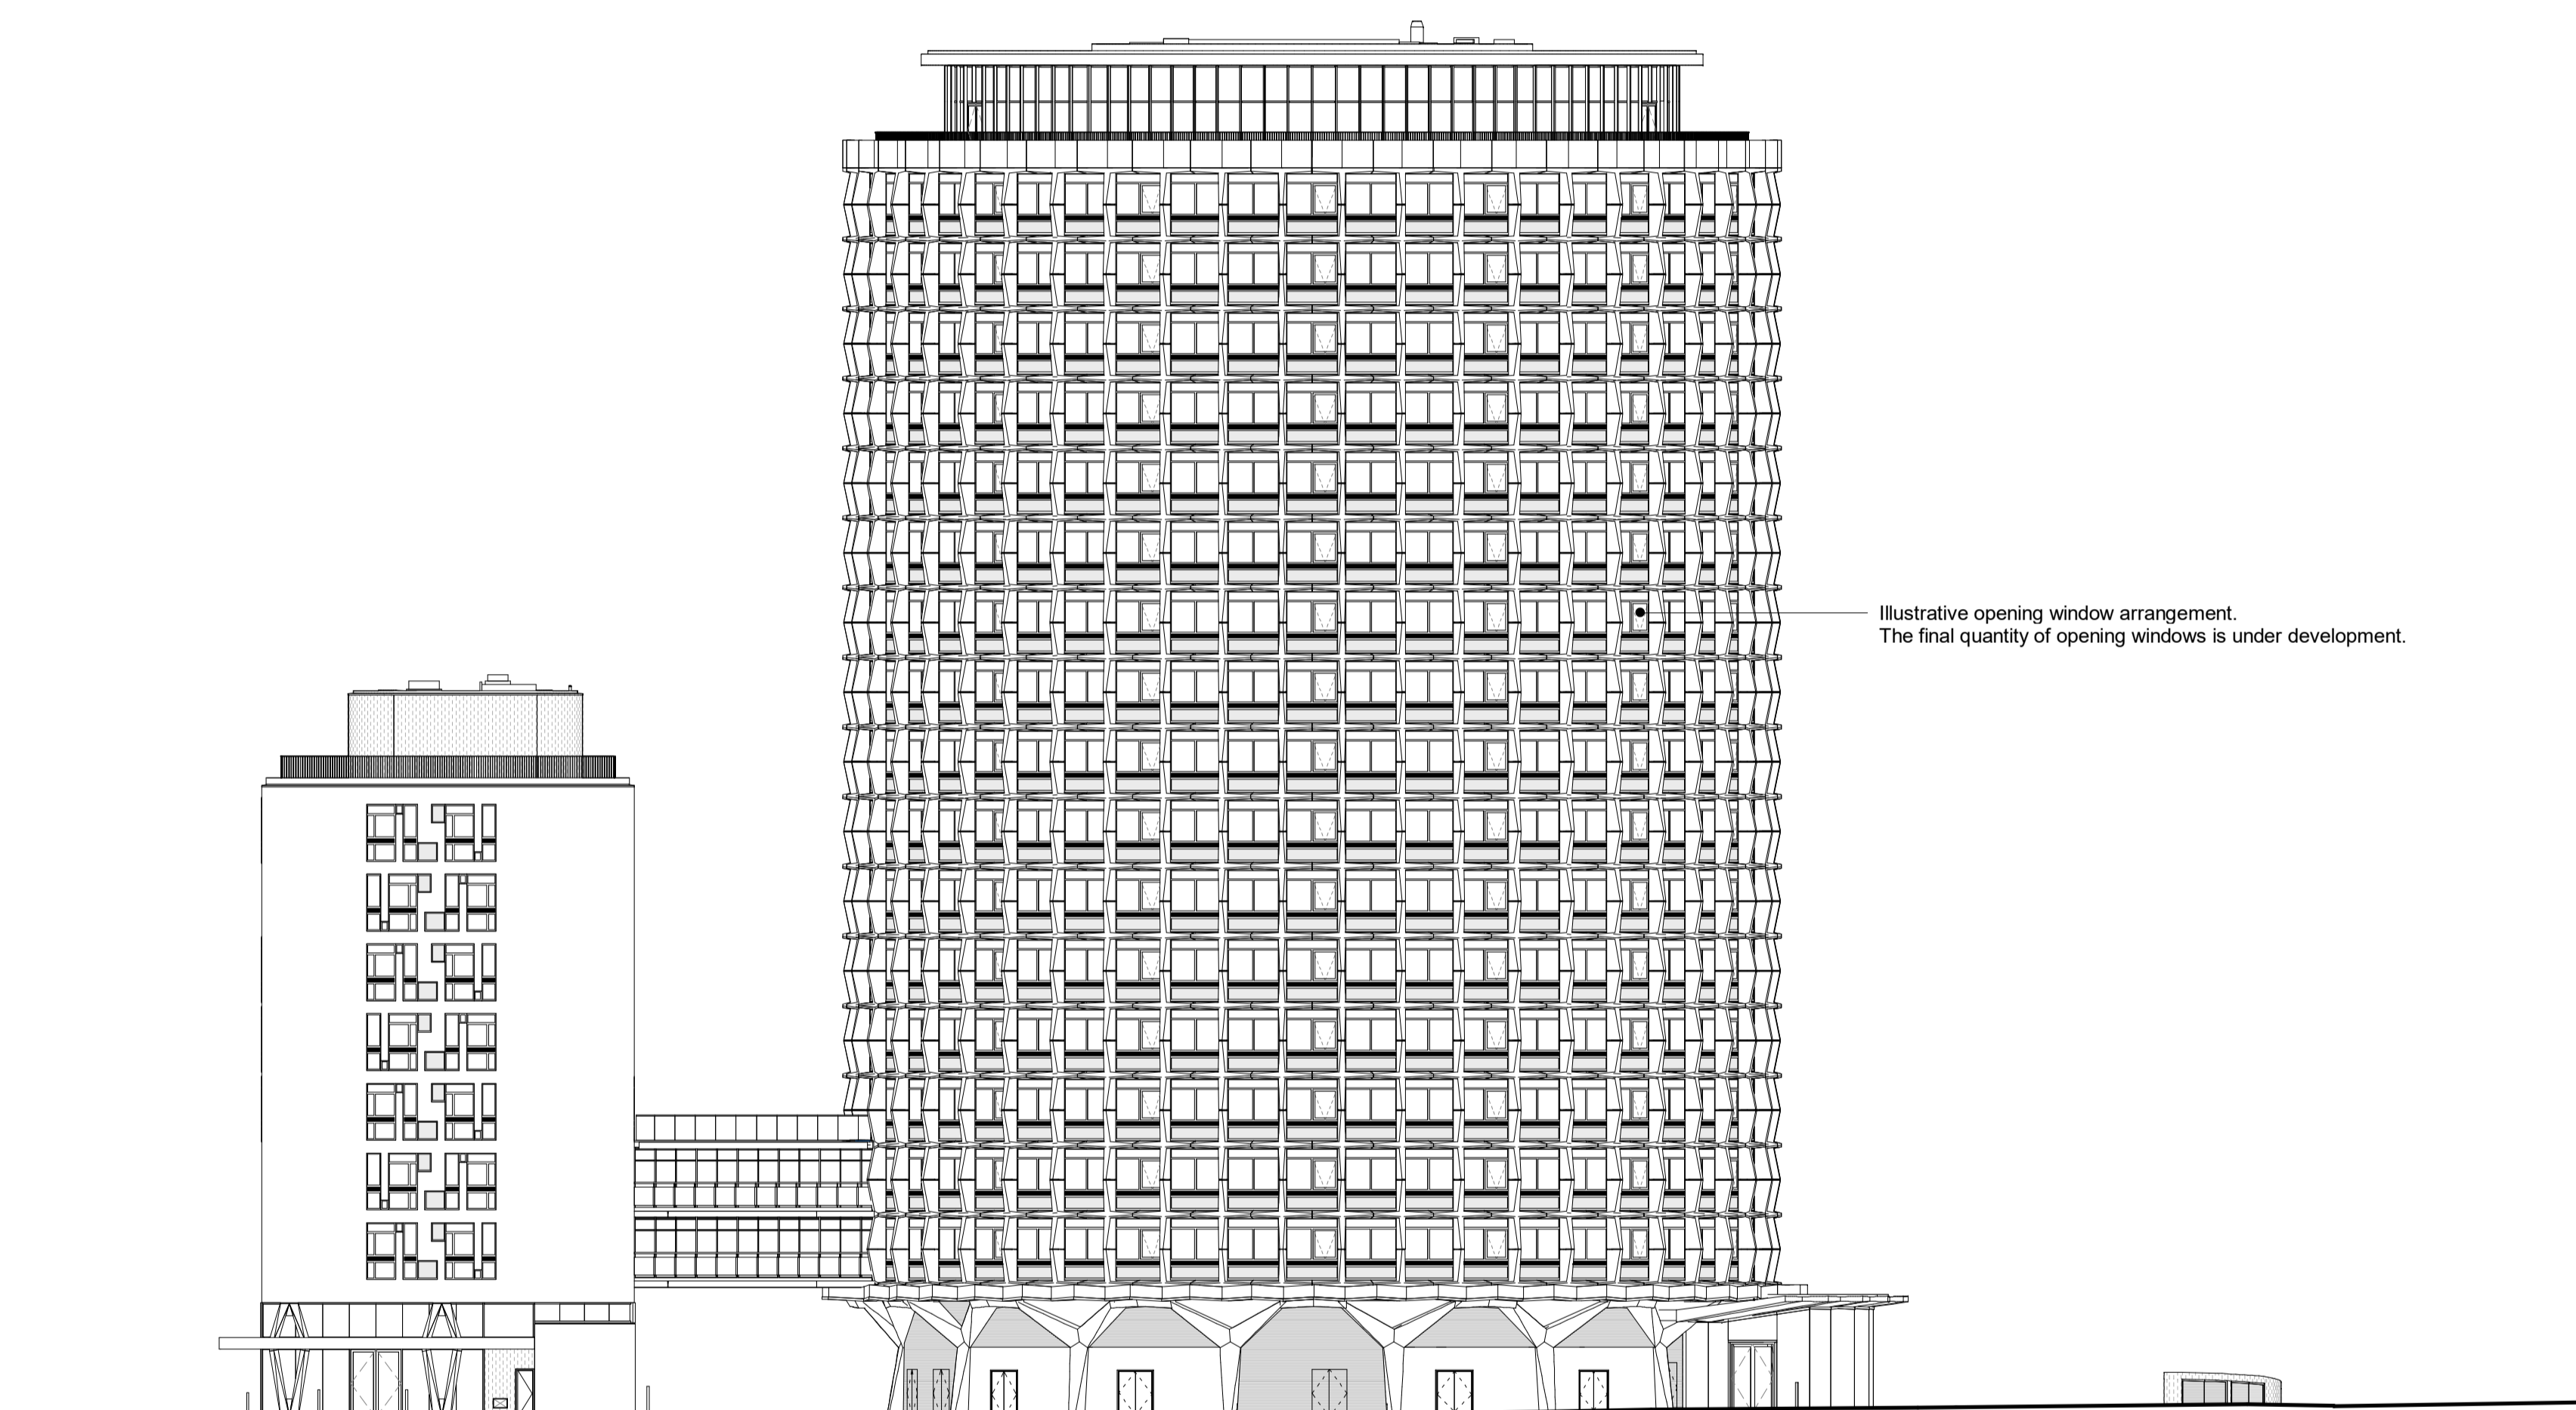 Illustrative opening window arrangement.
The final quantity of opening windows is under development.